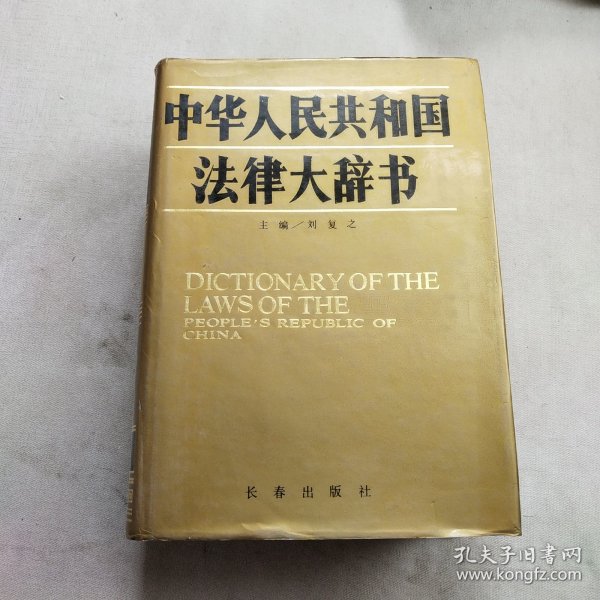 中华人民共和国
法律大辞书
主编／刘复之
DICTIONARY OF THE
LAWS OF THE
PEOPLE'S REPUBLIC OF
CHINA
长春出版社
孔夫子旧书网
www.kongfz.com